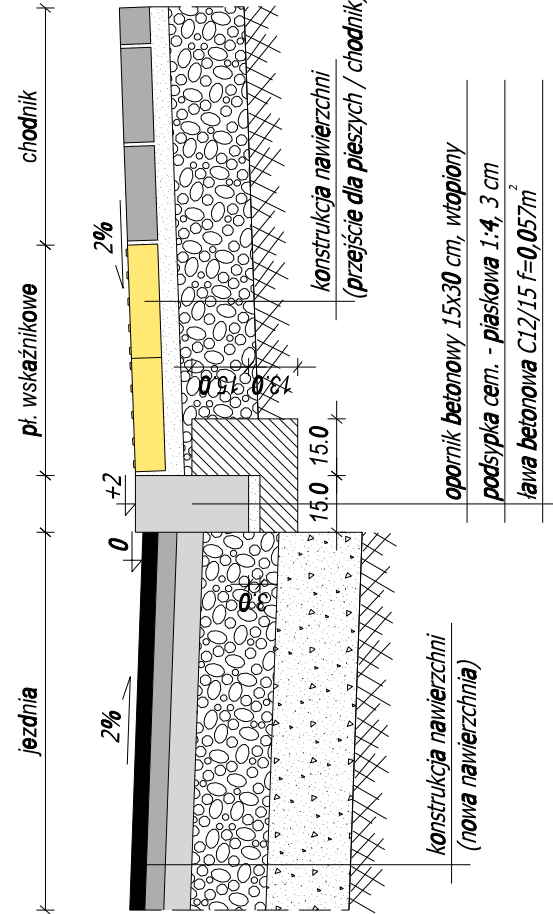 jezdnia
pł. wskaźnikowe
chodnik
2%
0
+2
2%
3.0
15.0
15.0
15.0
13.0
konstrukcja nawierzchni
(nowa nawierzchnia)
konstrukcja nawierzchni
(przejście dla pieszych / chodnik)
opornik betonowy 15x30 cm, wtopiony
podsypka cem. - piaskowa 1:4, 3 cm
ława betonowa C12/15 f=0,057m²